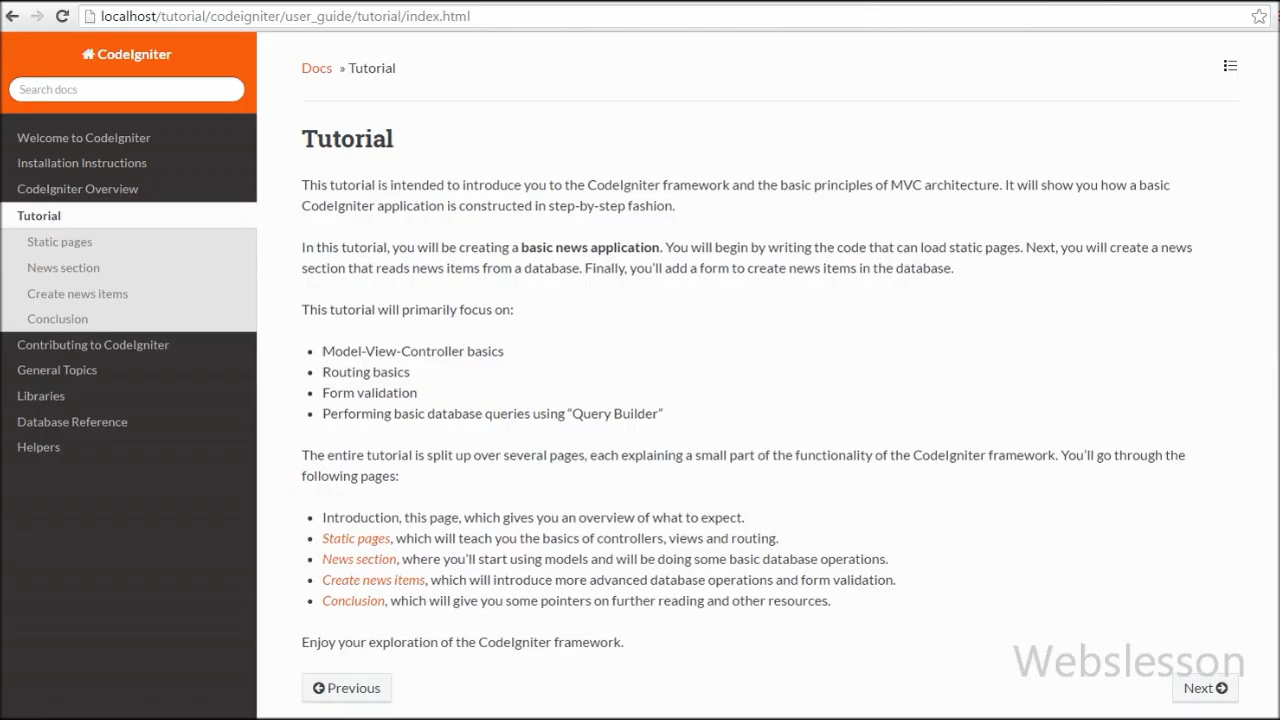 localhost/tutorial/codeigniter/user_guide/tutorial/index.html
CodeIgniter
Search docs
Welcome to CodeIgniter
Installation Instructions
CodeIgniter Overview
Tutorial
Static pages
News section
Create news items
Conclusion
Contributing to CodeIgniter
General Topics
Libraries
Database Reference
Helpers
Docs » Tutorial
Tutorial
This tutorial is intended to introduce you to the CodeIgniter framework and the basic principles of MVC architecture. It will show you how a basic
CodeIgniter application is constructed in step-by-step fashion.
In this tutorial, you will be creating a basic news application. You will begin by writing the code that can load static pages. Next, you will create a news
section that reads news items from a database. Finally, you’ll add a form to create news items in the database.
This tutorial will primarily focus on:
• Model-View-Controller basics
• Routing basics
• Form validation
• Performing basic database queries using “Query Builder”
The entire tutorial is split up over several pages, each explaining a small part of the functionality of the CodeIgniter framework. You’ll go through the
following pages:
• Introduction, this page, which gives you an overview of what to expect.
• Static pages, which will teach you the basics of controllers, views and routing.
• News section, where you’ll start using models and will be doing some basic database operations.
• Create news items, which will introduce more advanced database operations and form validation.
• Conclusion, which will give you some pointers on further reading and other resources.
Enjoy your exploration of the CodeIgniter framework.
Webslesson
Previous
Next